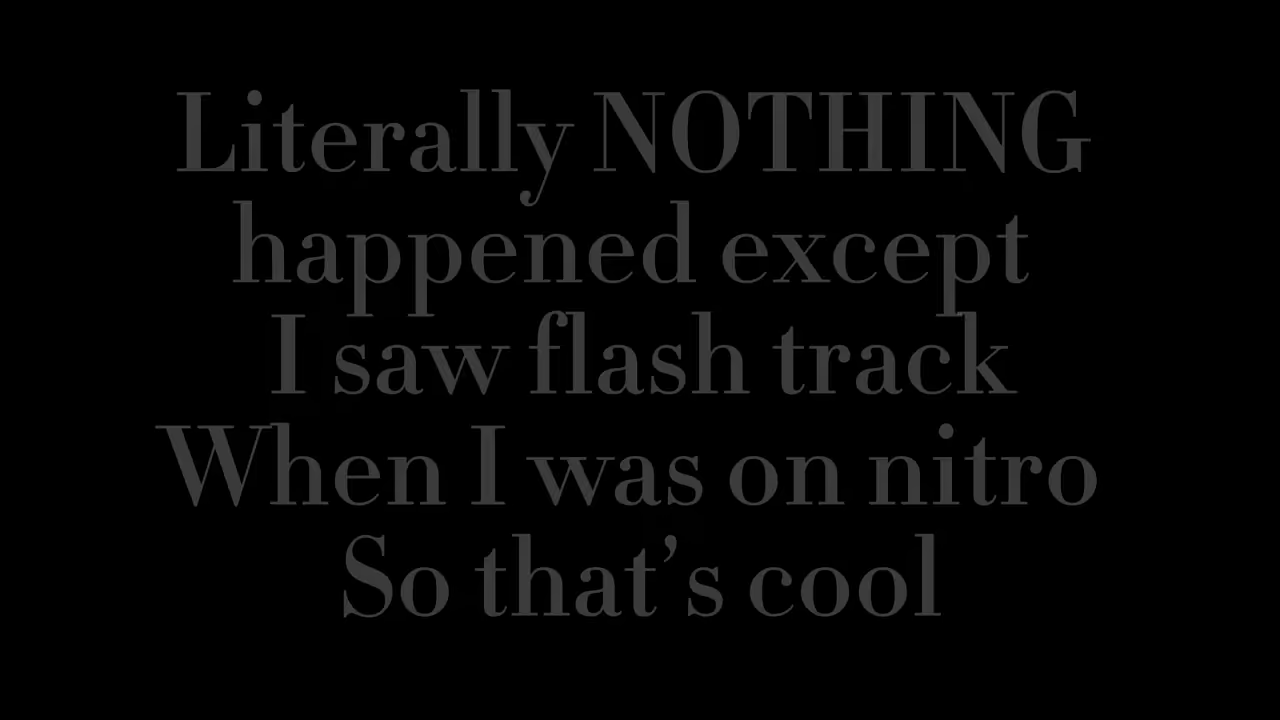 Literally NOTHING
happened except
I saw flash track
When I was on nitro
So that’s cool